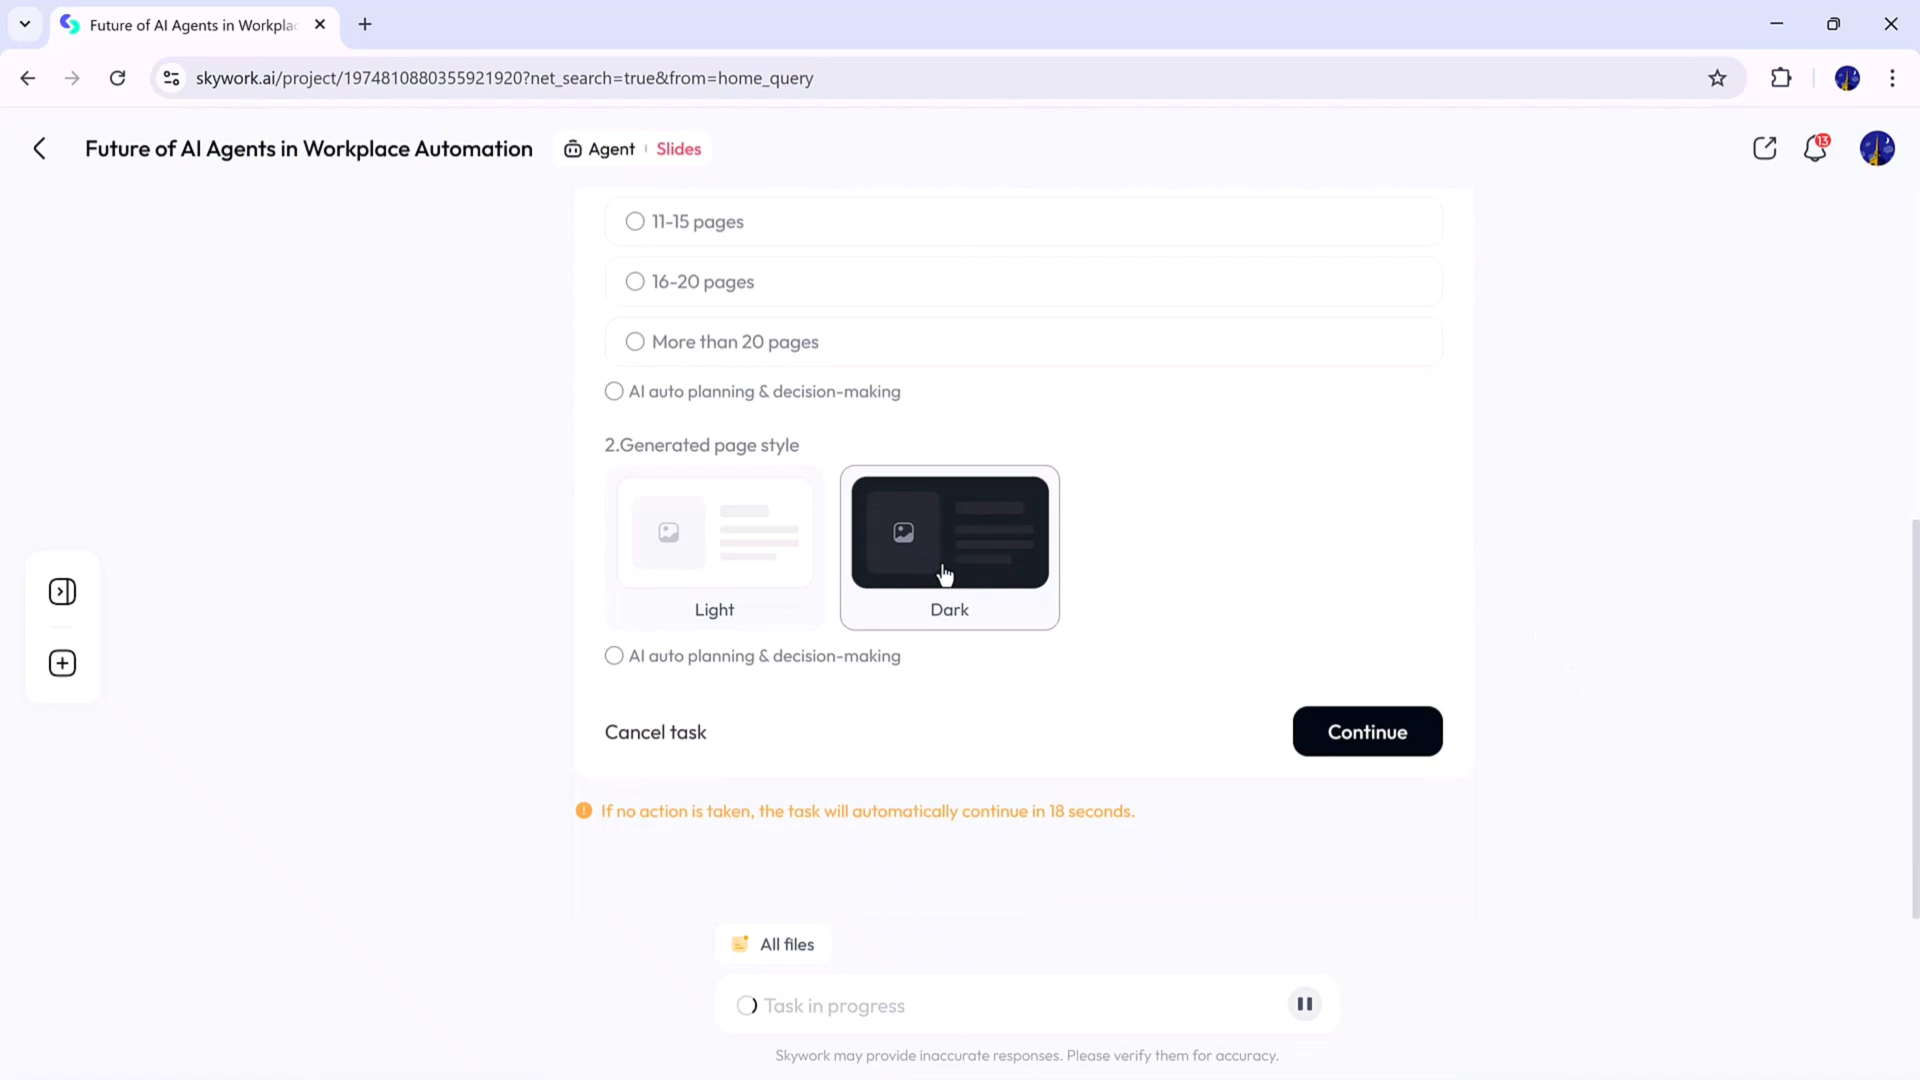 Future of AI Agents in Workplac
skywork.ai/project/1974810880355921920?net_search=true&from=home_query
Future of AI Agents in Workplace Automation
Agent
Slides
13
11-15 pages
16-20 pages
More than 20 pages
AI auto planning & decision-making
2.Generated page style
Light
Dark
AI auto planning & decision-making
Cancel task
Continue
If no action is taken, the task will automatically continue in 18 seconds.
All files
Task in progress
Skywork may provide inaccurate responses. Please verify them for accuracy.